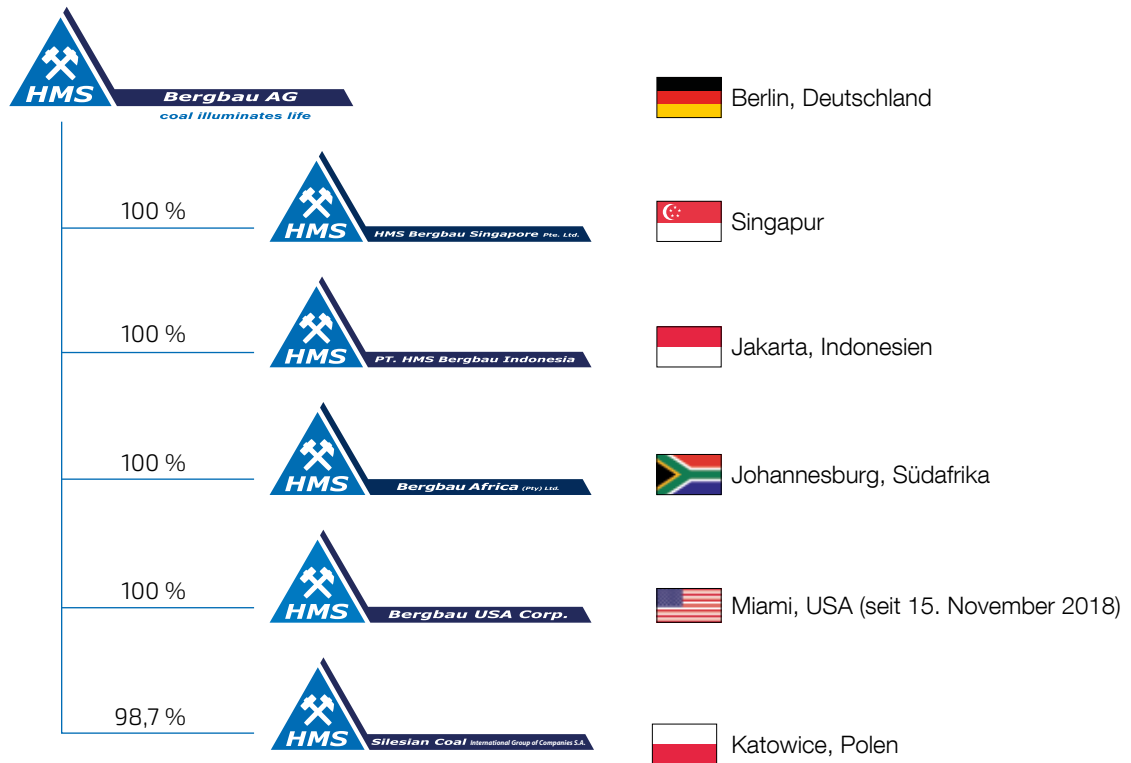 HMS Bergbau AG
coal illuminates life
Berlin, Deutschland
100 %
HMS HMS Bergbau Singapore Pte. Ltd.
Singapur
100 %
HMS PT. HMS Bergbau Indonesia
Jakarta, Indonesien
100 %
HMS Bergbau Africa (Pty) Ltd.
Johannesburg, Südafrika
100 %
HMS Bergbau USA Corp.
Miami, USA (seit 15. November 2018)
98,7 %
HMS Silesian Coal International Group of Companies S.A.
Katowice, Polen